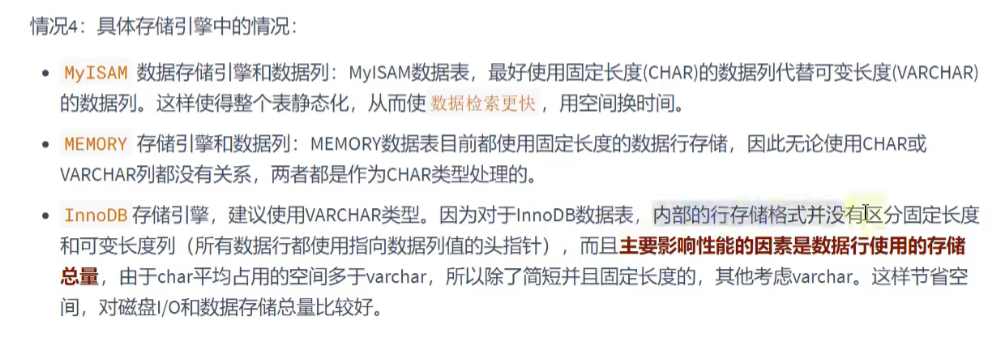 情况4：具体存储引擎中的情况：
• MyISAM 数据存储引擎和数据列：MyISAM数据表，最好使用固定长度(CHAR)的数据列代替可变长度(VARCHAR)
的数据列。这样使得整个表静态化，从而使 数据检索更快 ，用空间换时间。
• MEMORY 存储引擎和数据列：MEMORY数据表目前都使用固定长度的数据行存储，因此无论使用CHAR或
VARCHAR列都没有关系，两者都是作为CHAR类型处理的。
• InnoDB 存储引擎，建议使用VARCHAR类型。因为对于InnoDB数据表，内部的行存储格式并没有区分固定长度
和可变长度列（所有数据行都使用指向数据列值的头指针），而且主要影响性能的因素是数据行使用的存储
总量，由于char平均占用的空间多于varchar，所以除了简短并且固定长度的，其他考虑varchar。这样节省空
间，对磁盘I/O和数据存储总量比较好。